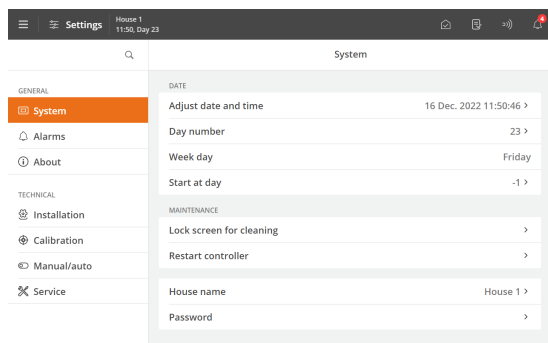 Settings
House 1
11:50, Day 23
4
System
GENERAL
System
Alarms
About
TECHNICAL
Installation
Calibration
Manual/auto
Service
DATE
Adjust date and time 16 Dec. 2022 11:50:46 >
Day number 23 >
Week day Friday
Start at day -1 >
MAINTENANCE
Lock screen for cleaning >
Restart controller >
House name House 1 >
Password >